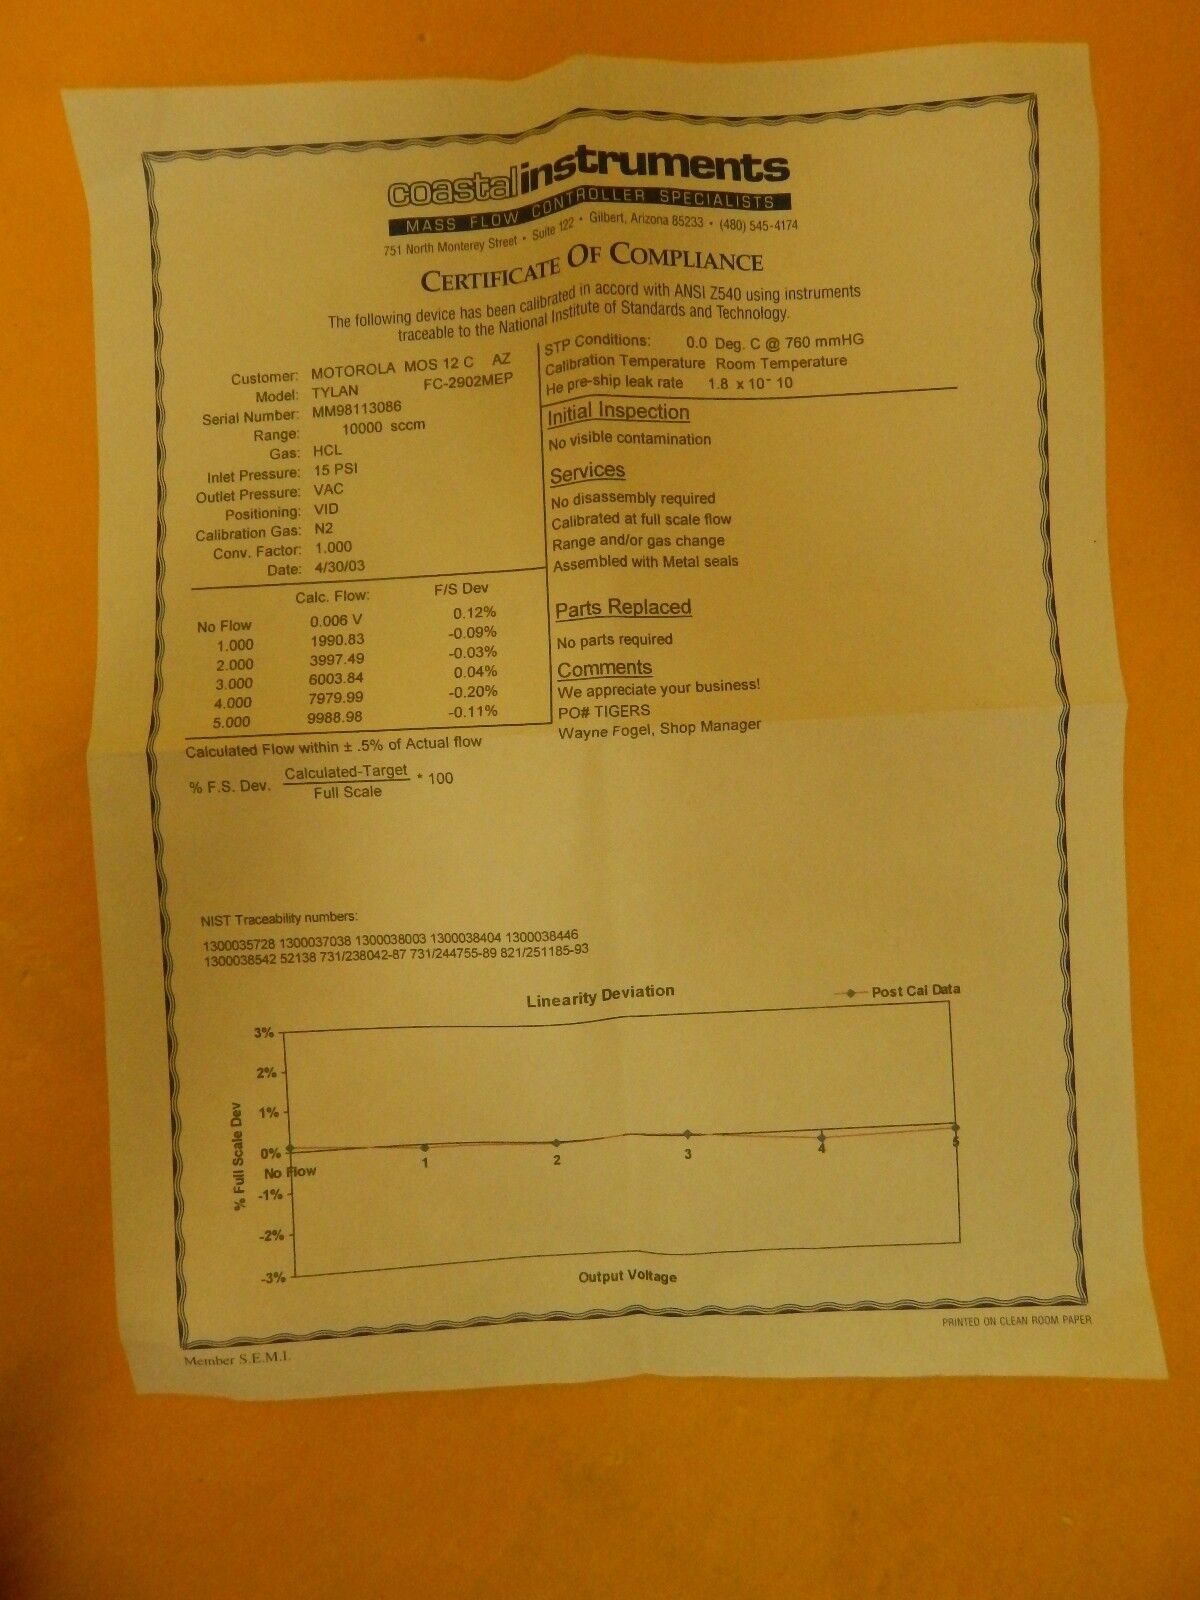 coastalinstruments
MASS FLOW CONTROLLER SPECIALISTS
751 North Monterey Street • Suite 122 • Gilbert, Arizona 85233 • (480) 545-4174
CERTIFICATE OF COMPLIANCE
The following device has been calibrated in accord with ANSI Z540 using instruments
traceable to the National Institute of Standards and Technology.
Customer: MOTOROLA MOS 12 C AZ
Model: TYLAN FC-2902MEP
Serial Number: MM98113086
Range: 10000 sccm
Gas: HCL
Inlet Pressure: 15 PSI
Outlet Pressure: VAC
Positioning: VID
Calibration Gas: N2
Conv. Factor: 1.000
Date: 4/30/03
STP Conditions: 0.0 Deg. C @ 760 mmHG
Calibration Temperature Room Temperature
He pre-ship leak rate 1.8 x 10- 10
Initial Inspection
No visible contamination
Services
No disassembly required
Calibrated at full scale flow
Range and/or gas change
Assembled with Metal seals
Parts Replaced
No parts required
Comments
We appreciate your business!
PO# TIGERS
Wayne Fogel, Shop Manager
Calc. Flow: F/S Dev
No Flow 0.006 V 0.12%
1.000 1990.83 -0.09%
2.000 3997.49 -0.03%
3.000 6003.84 0.04%
4.000 7979.99 -0.20%
5.000 9988.98 -0.11%
Calculated Flow within ± .5% of Actual flow
% F.S. Dev. Calculated-Target * 100
Full Scale
NIST Traceability numbers:
1300035728 1300037038 1300038003 1300038404 1300038446
1300038542 52138 731/238042-87 731/244755-89 821/251185-93
Linearity Deviation
Post Cal Data
% Full Scale Dev
3%
2%
1%
0%
-1%
-2%
-3%
No Flow 1 2 3 4 5
Output Voltage
PRINTED ON CLEAN ROOM PAPER
Member S.E.M.I.